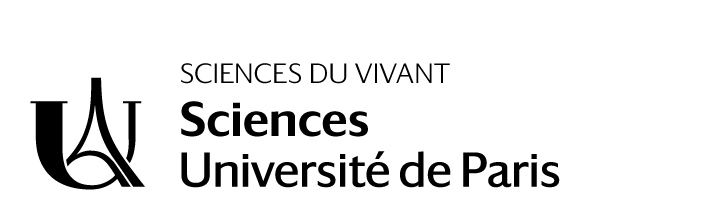 SCIENCES DU VIVANT
Sciences
Université de Paris